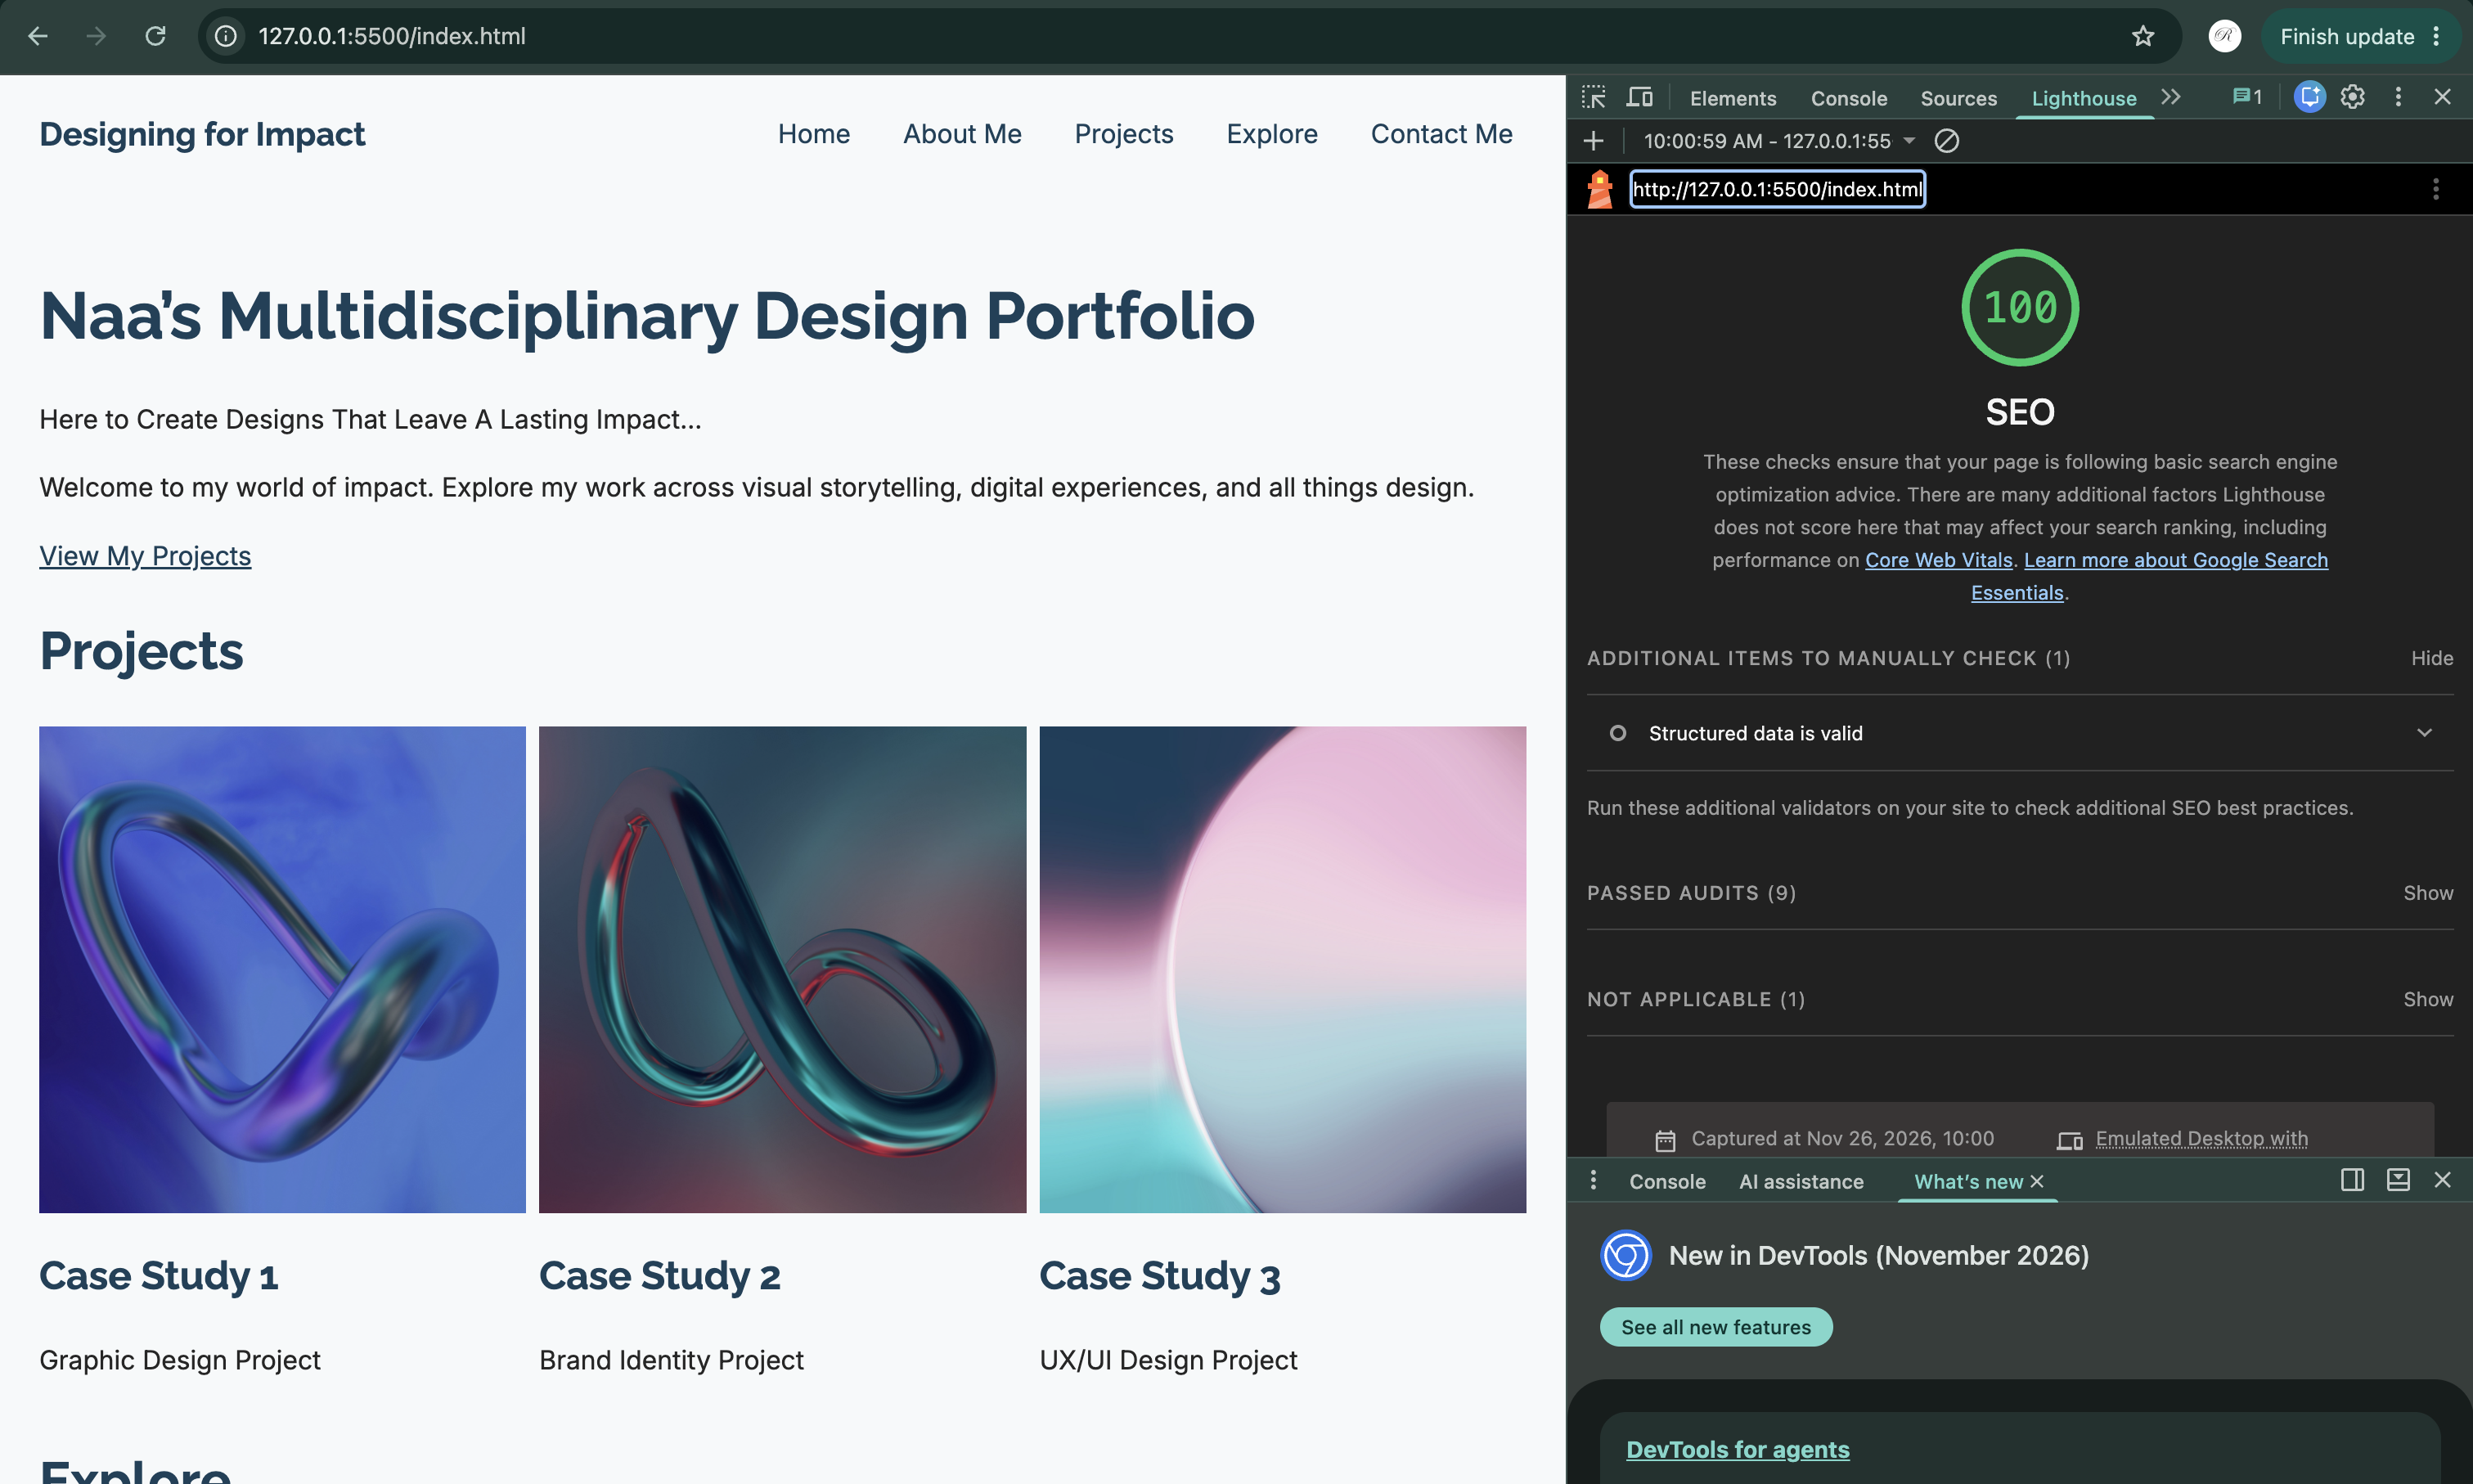 127.0.0.1:5500/index.html
Finish update
Designing for Impact
Home
About Me
Projects
Explore
Contact Me
Naa’s Multidisciplinary Design Portfolio
Here to Create Designs That Leave A Lasting Impact...
Welcome to my world of impact. Explore my work across visual storytelling, digital experiences, and all things design.
View My Projects
Projects
Case Study 1
Graphic Design Project
Case Study 2
Brand Identity Project
Case Study 3
UX/UI Design Project
Explore
Elements
Console
Sources
Lighthouse
1
10:00:59 AM - 127.0.0.1:55
http://127.0.0.1:5500/index.html
100
SEO
These checks ensure that your page is following basic search engine
optimization advice. There are many additional factors Lighthouse
does not score here that may affect your search ranking, including
performance on Core Web Vitals. Learn more about Google Search
Essentials.
ADDITIONAL ITEMS TO MANUALLY CHECK (1)
Hide
Structured data is valid
Run these additional validators on your site to check additional SEO best practices.
PASSED AUDITS (9)
Show
NOT APPLICABLE (1)
Show
Captured at Nov 26, 2026, 10:00
Emulated Desktop with
Console
AI assistance
What's new
New in DevTools (November 2026)
See all new features
DevTools for agents